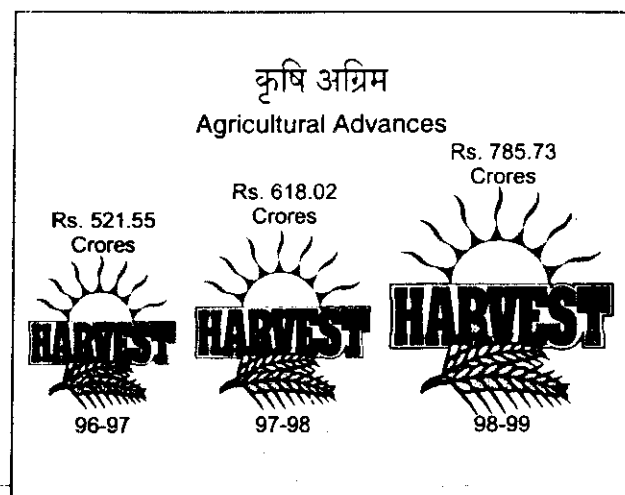 कृषि अग्रिम
Agricultural Advances
Rs. 521.55
Crores
HARVEST
96-97
Rs. 618.02
Crores
HARVEST
97-98
Rs. 785.73
Crores
HARVEST
98-99